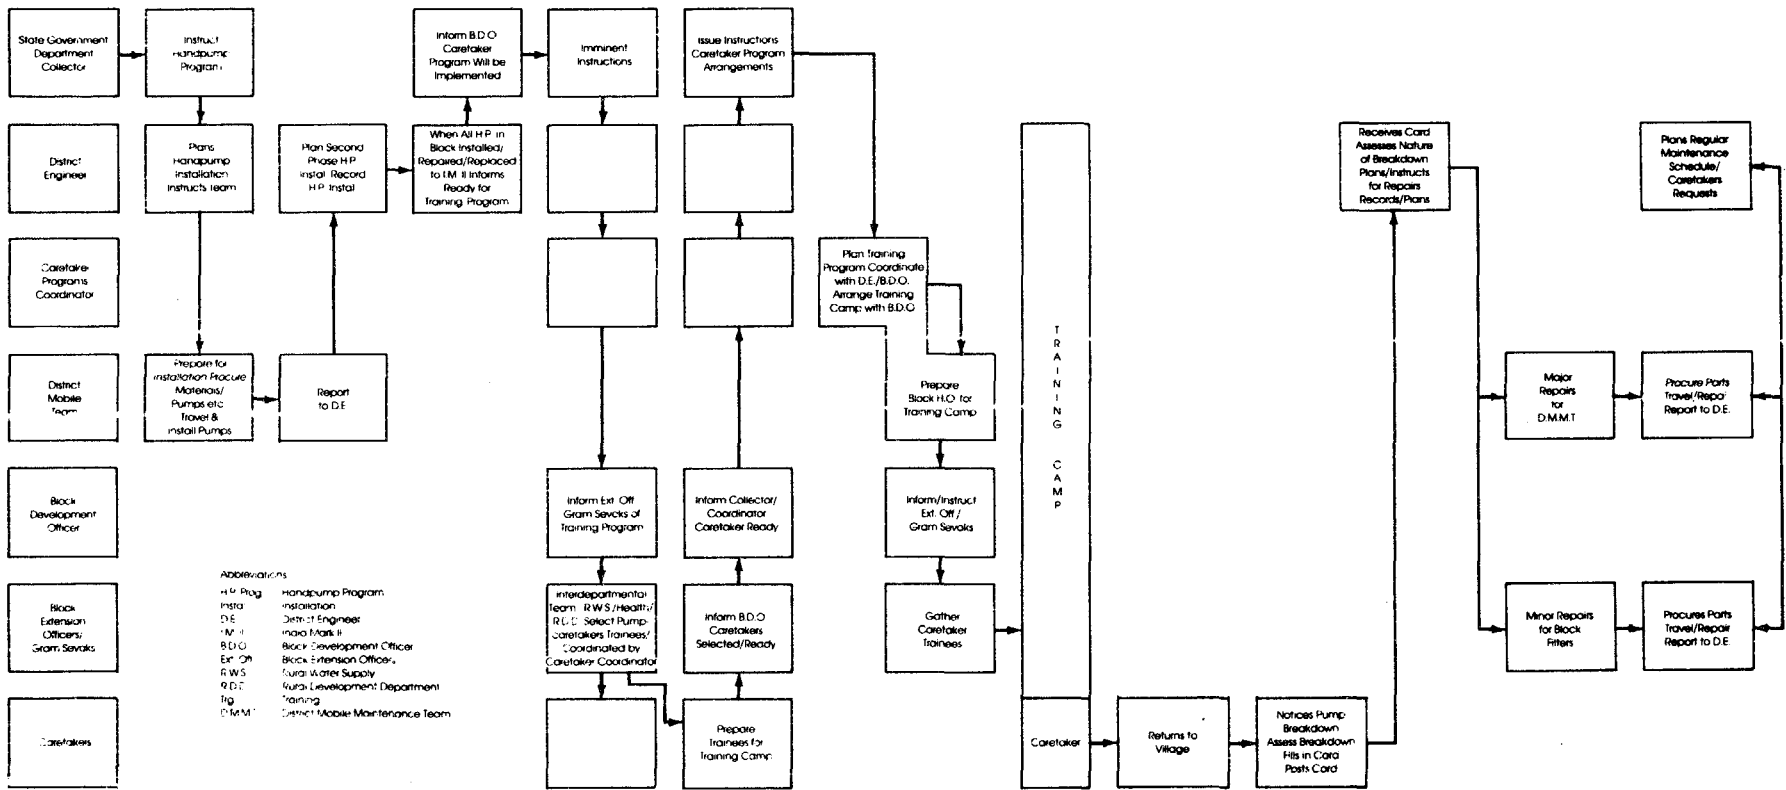 State Government
Department
Collector
Instruct
Handpump
Program
Inform B.D.O
Caretaker
Program Will be
Implemented
Imminent
Instructions
Issue Instructions
Caretaker Program
Arrangements
District
Engineer
Plans
Handpump
Installation
Instructs Team
Plan Second
Phase H.P
Instal Record
H.P. Instal
When All H.P. in
Block Installed/
Repaired/Replaced
to I.M. II Informs
Ready for
Training Program
Receives Card
Assesses Nature
of Breakdown
Plans/Instructs
for Repairs
Records/Plans
Plans Regular
Maintenance
Schedule/
Caretakers
Requests
Caretaker
Programs
Coordinator
Plan Training
Program Coordinate
with D.E./B.D.O.
Arrange Training
Camp with B.D.O
District
Mobile
Team
Prepare for
Installation Procure
Materials/
Pumps etc
Travel &
Install Pumps
Report
to D.E
Prepare
Block H.O. for
Training Camp
Major
Repairs
for
D.M.M.T
Procure Parts
Travel/Repair
Report to D.E.
Block
Development
Officer
Inform Ext. Off
Gram Sevaks of
Training Program
Inform Collector/
Coordinator
Caretaker Ready
Inform/Instruct
Ext. Off /
Gram Sevaks
TRAINING CAMP
Block
Extension
Officers/
Gram Sevaks
Interdepartmental
Team R.W.S /Health/
R.D.D. Select Pump-
caretakers Trainees/
Coordinated by
Caretaker Coordinator
Inform B.D.O
Caretakers
Selected/Ready
Gather
Caretaker
Trainees
Minor Repairs
for Block
Fitters
Procures Parts
Travel/Repair
Report to D.E.
Caretakers
Prepare
Trainees for
Training Camp
Caretaker
Returns to
Village
Notices Pump
Breakdown
Assess Breakdown
Fills in Card
Posts Card
Abbreviations
H.P. Prog Handpump Program
Instal Installation
D.E District Engineer
I.M. II India Mark II
B.D.O Block Development Officer
Ext. Off Block Extension Officers
R.W.S Rural Water Supply
R.D.D Rural Development Department
Trg Training
D.M.M.T District Mobile Maintenance Team